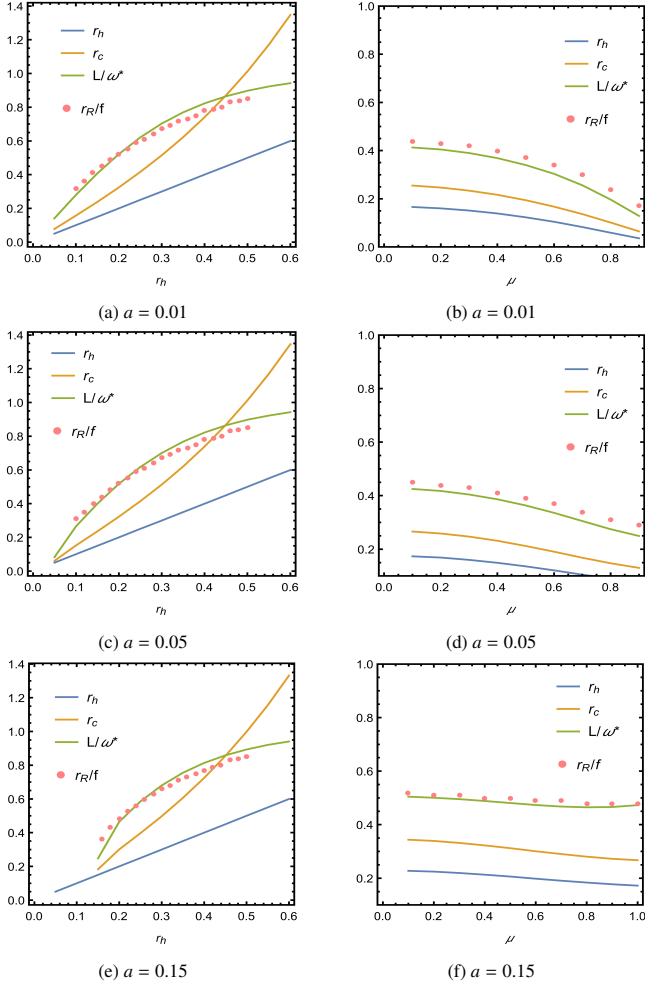 1.4
1.2
1.0
0.8
0.6
0.4
0.2
0.0
r_h
r_c
L/ω*
r_R/f
0.0 0.1 0.2 0.3 0.4 0.5 0.6
r_h
(a) a = 0.01
1.0
0.8
0.6
0.4
0.2
0.0
r_h
r_c
L/ω*
r_R/f
0.0 0.2 0.4 0.6 0.8
μ
(b) a = 0.01
1.4
1.2
1.0
0.8
0.6
0.4
0.2
0.0
r_h
r_c
L/ω*
r_R/f
0.0 0.1 0.2 0.3 0.4 0.5 0.6
r_h
(c) a = 0.05
1.0
0.8
0.6
0.4
0.2
r_h
r_c
L/ω*
r_R/f
0.0 0.2 0.4 0.6 0.8
μ
(d) a = 0.05
1.4
1.2
1.0
0.8
0.6
0.4
0.2
0.0
r_h
r_c
L/ω*
r_R/f
0.0 0.1 0.2 0.3 0.4 0.5 0.6
r_h
(e) a = 0.15
1.0
0.8
0.6
0.4
0.2
r_h
r_c
L/ω*
r_R/f
0.0 0.2 0.4 0.6 0.8 1.0
μ
(f) a = 0.15